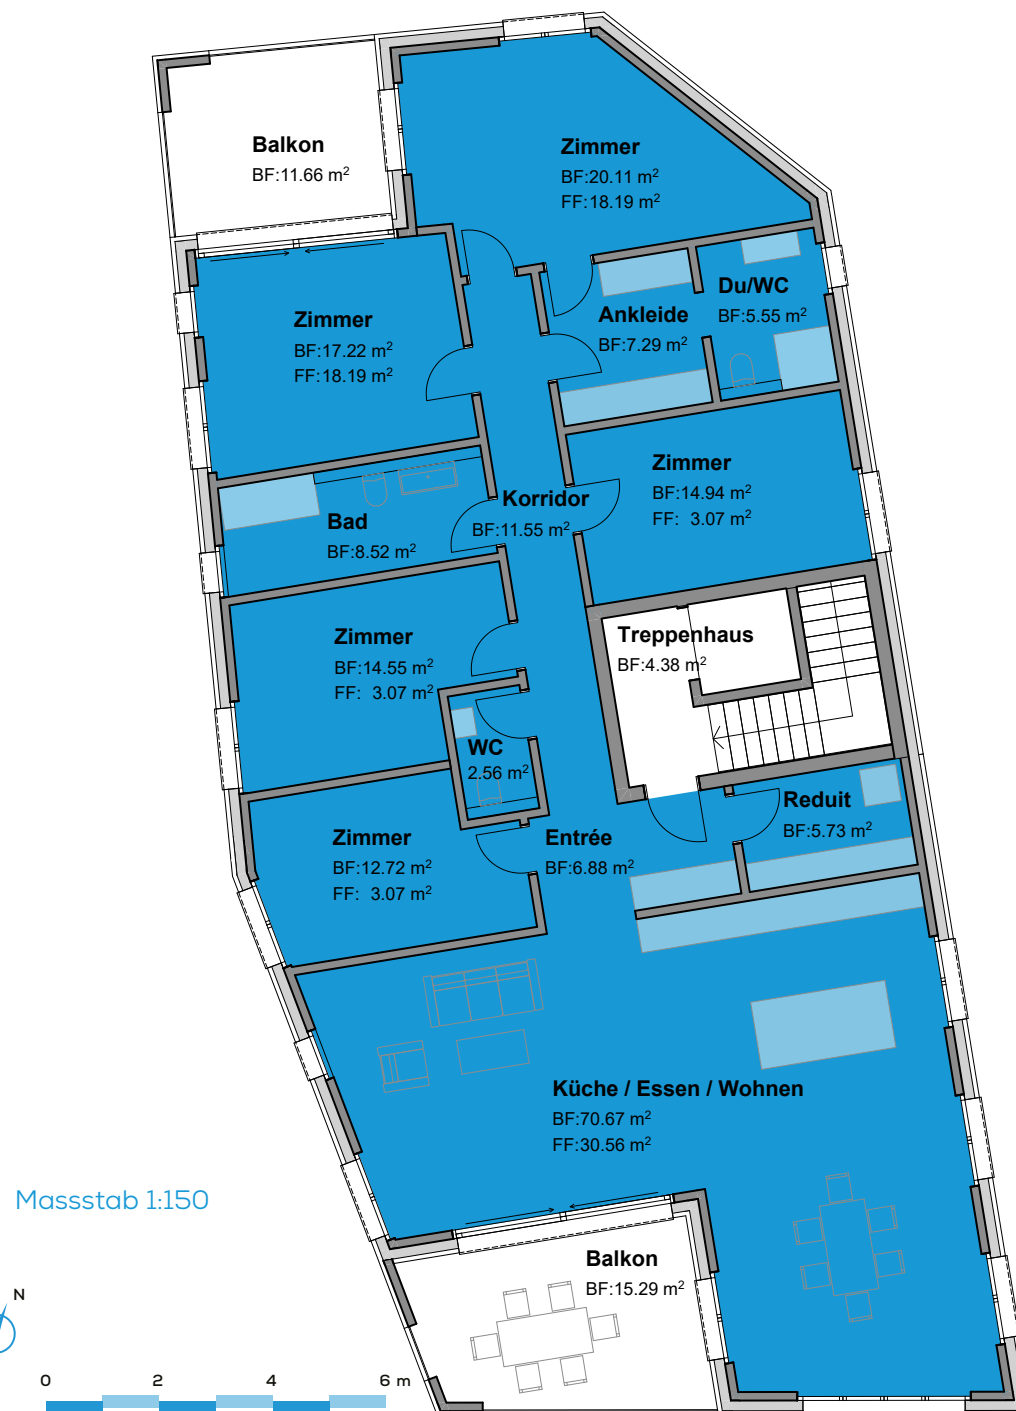 Balkon
BF:11.66 m²
Zimmer
BF:20.11 m²
FF:18.19 m²
Zimmer
BF:17.22 m²
FF:18.19 m²
Ankleide
BF:7.29 m²
Du/WC
BF:5.55 m²
Zimmer
BF:14.94 m²
FF: 3.07 m²
Korridor
BF:11.55 m²
Bad
BF:8.52 m²
Zimmer
BF:14.55 m²
FF: 3.07 m²
Treppenhaus
BF:4.38 m²
WC
2.56 m²
Zimmer
BF:12.72 m²
FF: 3.07 m²
Entrée
BF:6.88 m²
Reduit
BF:5.73 m²
Küche / Essen / Wohnen
BF:70.67 m²
FF:30.56 m²
Massstab 1:150
Balkon
BF:15.29 m²
N
0 2 4 6 m